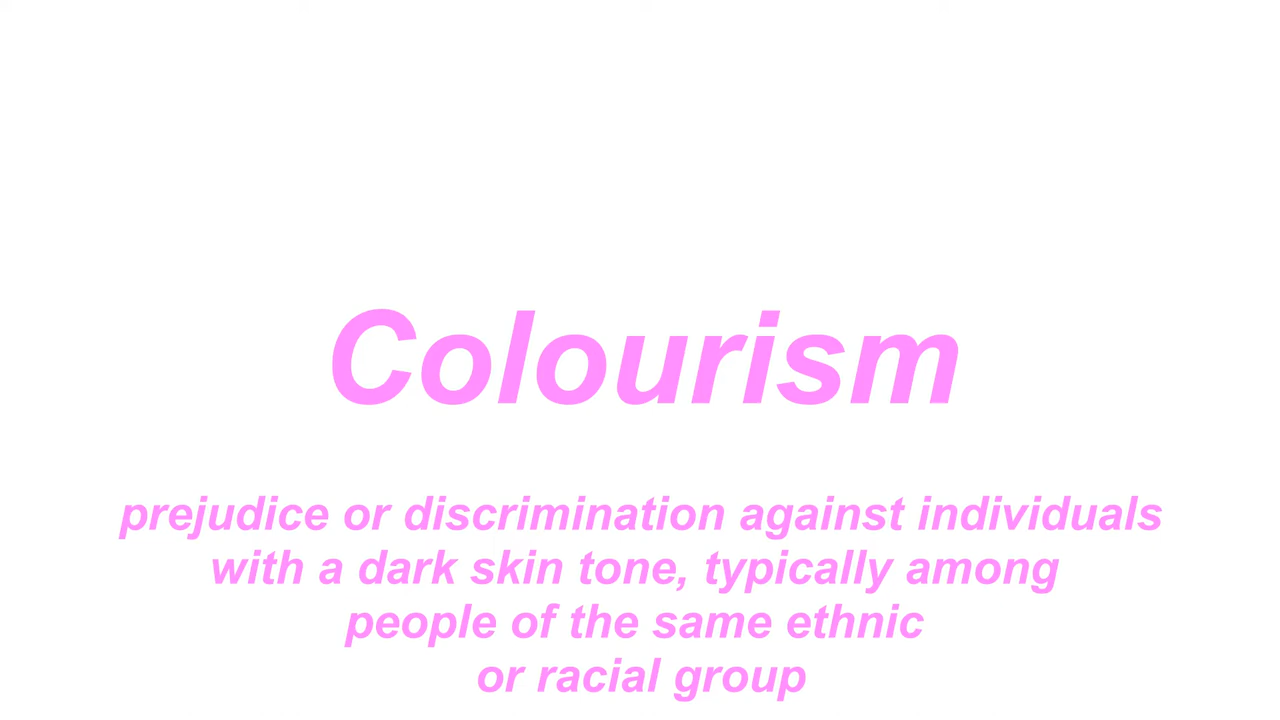 Colourism
prejudice or discrimination against individuals
with a dark skin tone, typically among
people of the same ethnic
or racial group